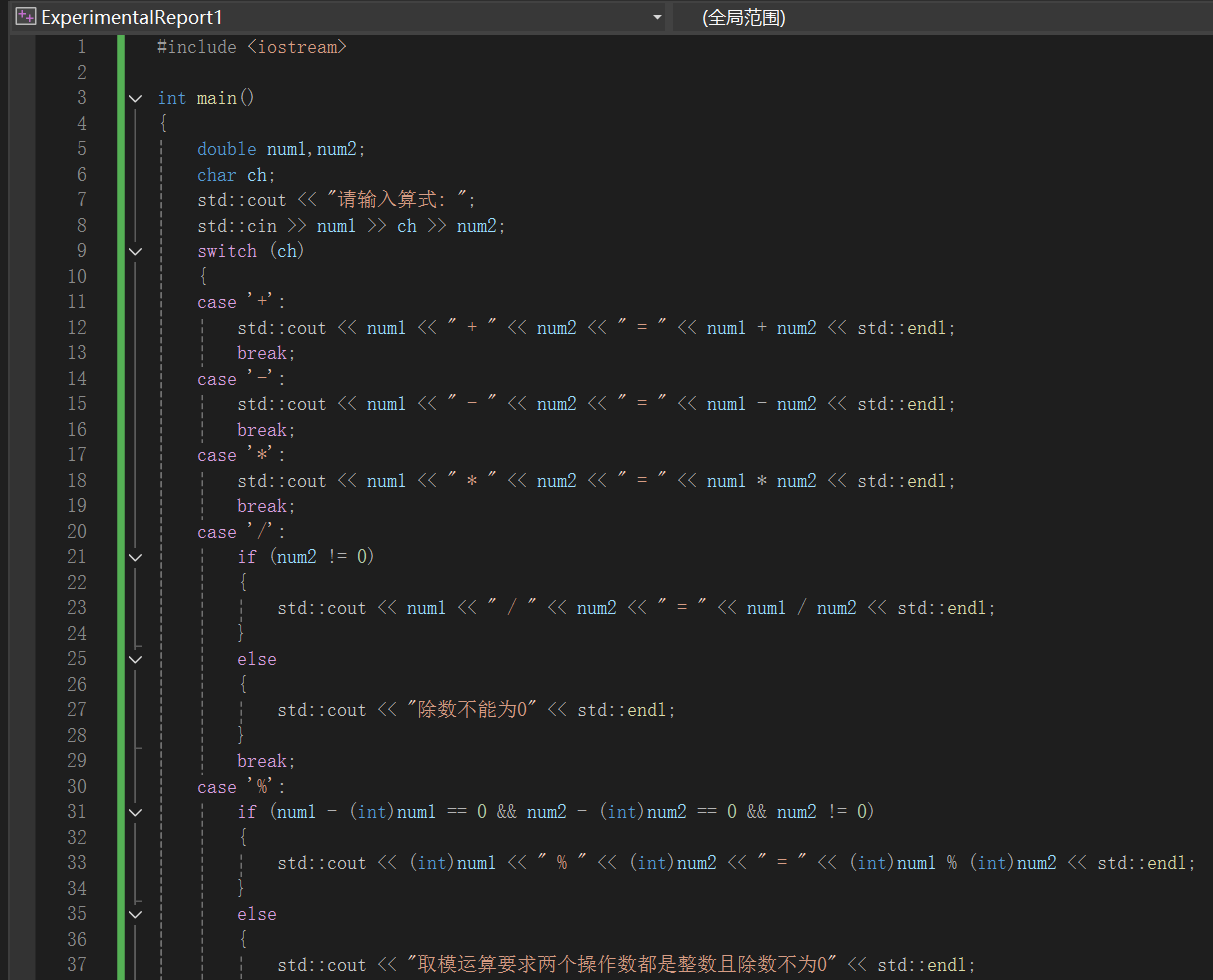 ExperimentalReport1 (全局范围)
1 #include <iostream>
2
3 int main()
4 {
5 double num1,num2;
6 char ch;
7 std::cout << "请输入算式: ";
8 std::cin >> num1 >> ch >> num2;
9 switch (ch)
10 {
11 case '+':
12 std::cout << num1 << " + " << num2 << " = " << num1 + num2 << std::endl;
13 break;
14 case '-':
15 std::cout << num1 << " - " << num2 << " = " << num1 - num2 << std::endl;
16 break;
17 case '*':
18 std::cout << num1 << " * " << num2 << " = " << num1 * num2 << std::endl;
19 break;
20 case '/':
21 if (num2 != 0)
22 {
23 std::cout << num1 << " / " << num2 << " = " << num1 / num2 << std::endl;
24 }
25 else
26 {
27 std::cout << "除数不能为0" << std::endl;
28 }
29 break;
30 case '%':
31 if (num1 - (int)num1 == 0 && num2 - (int)num2 == 0 && num2 != 0)
32 {
33 std::cout << (int)num1 << " % " << (int)num2 << " = " << (int)num1 % (int)num2 << std::endl;
34 }
35 else
36 {
37 std::cout << "取模运算要求两个操作数都是整数且除数不为0" << std::endl;